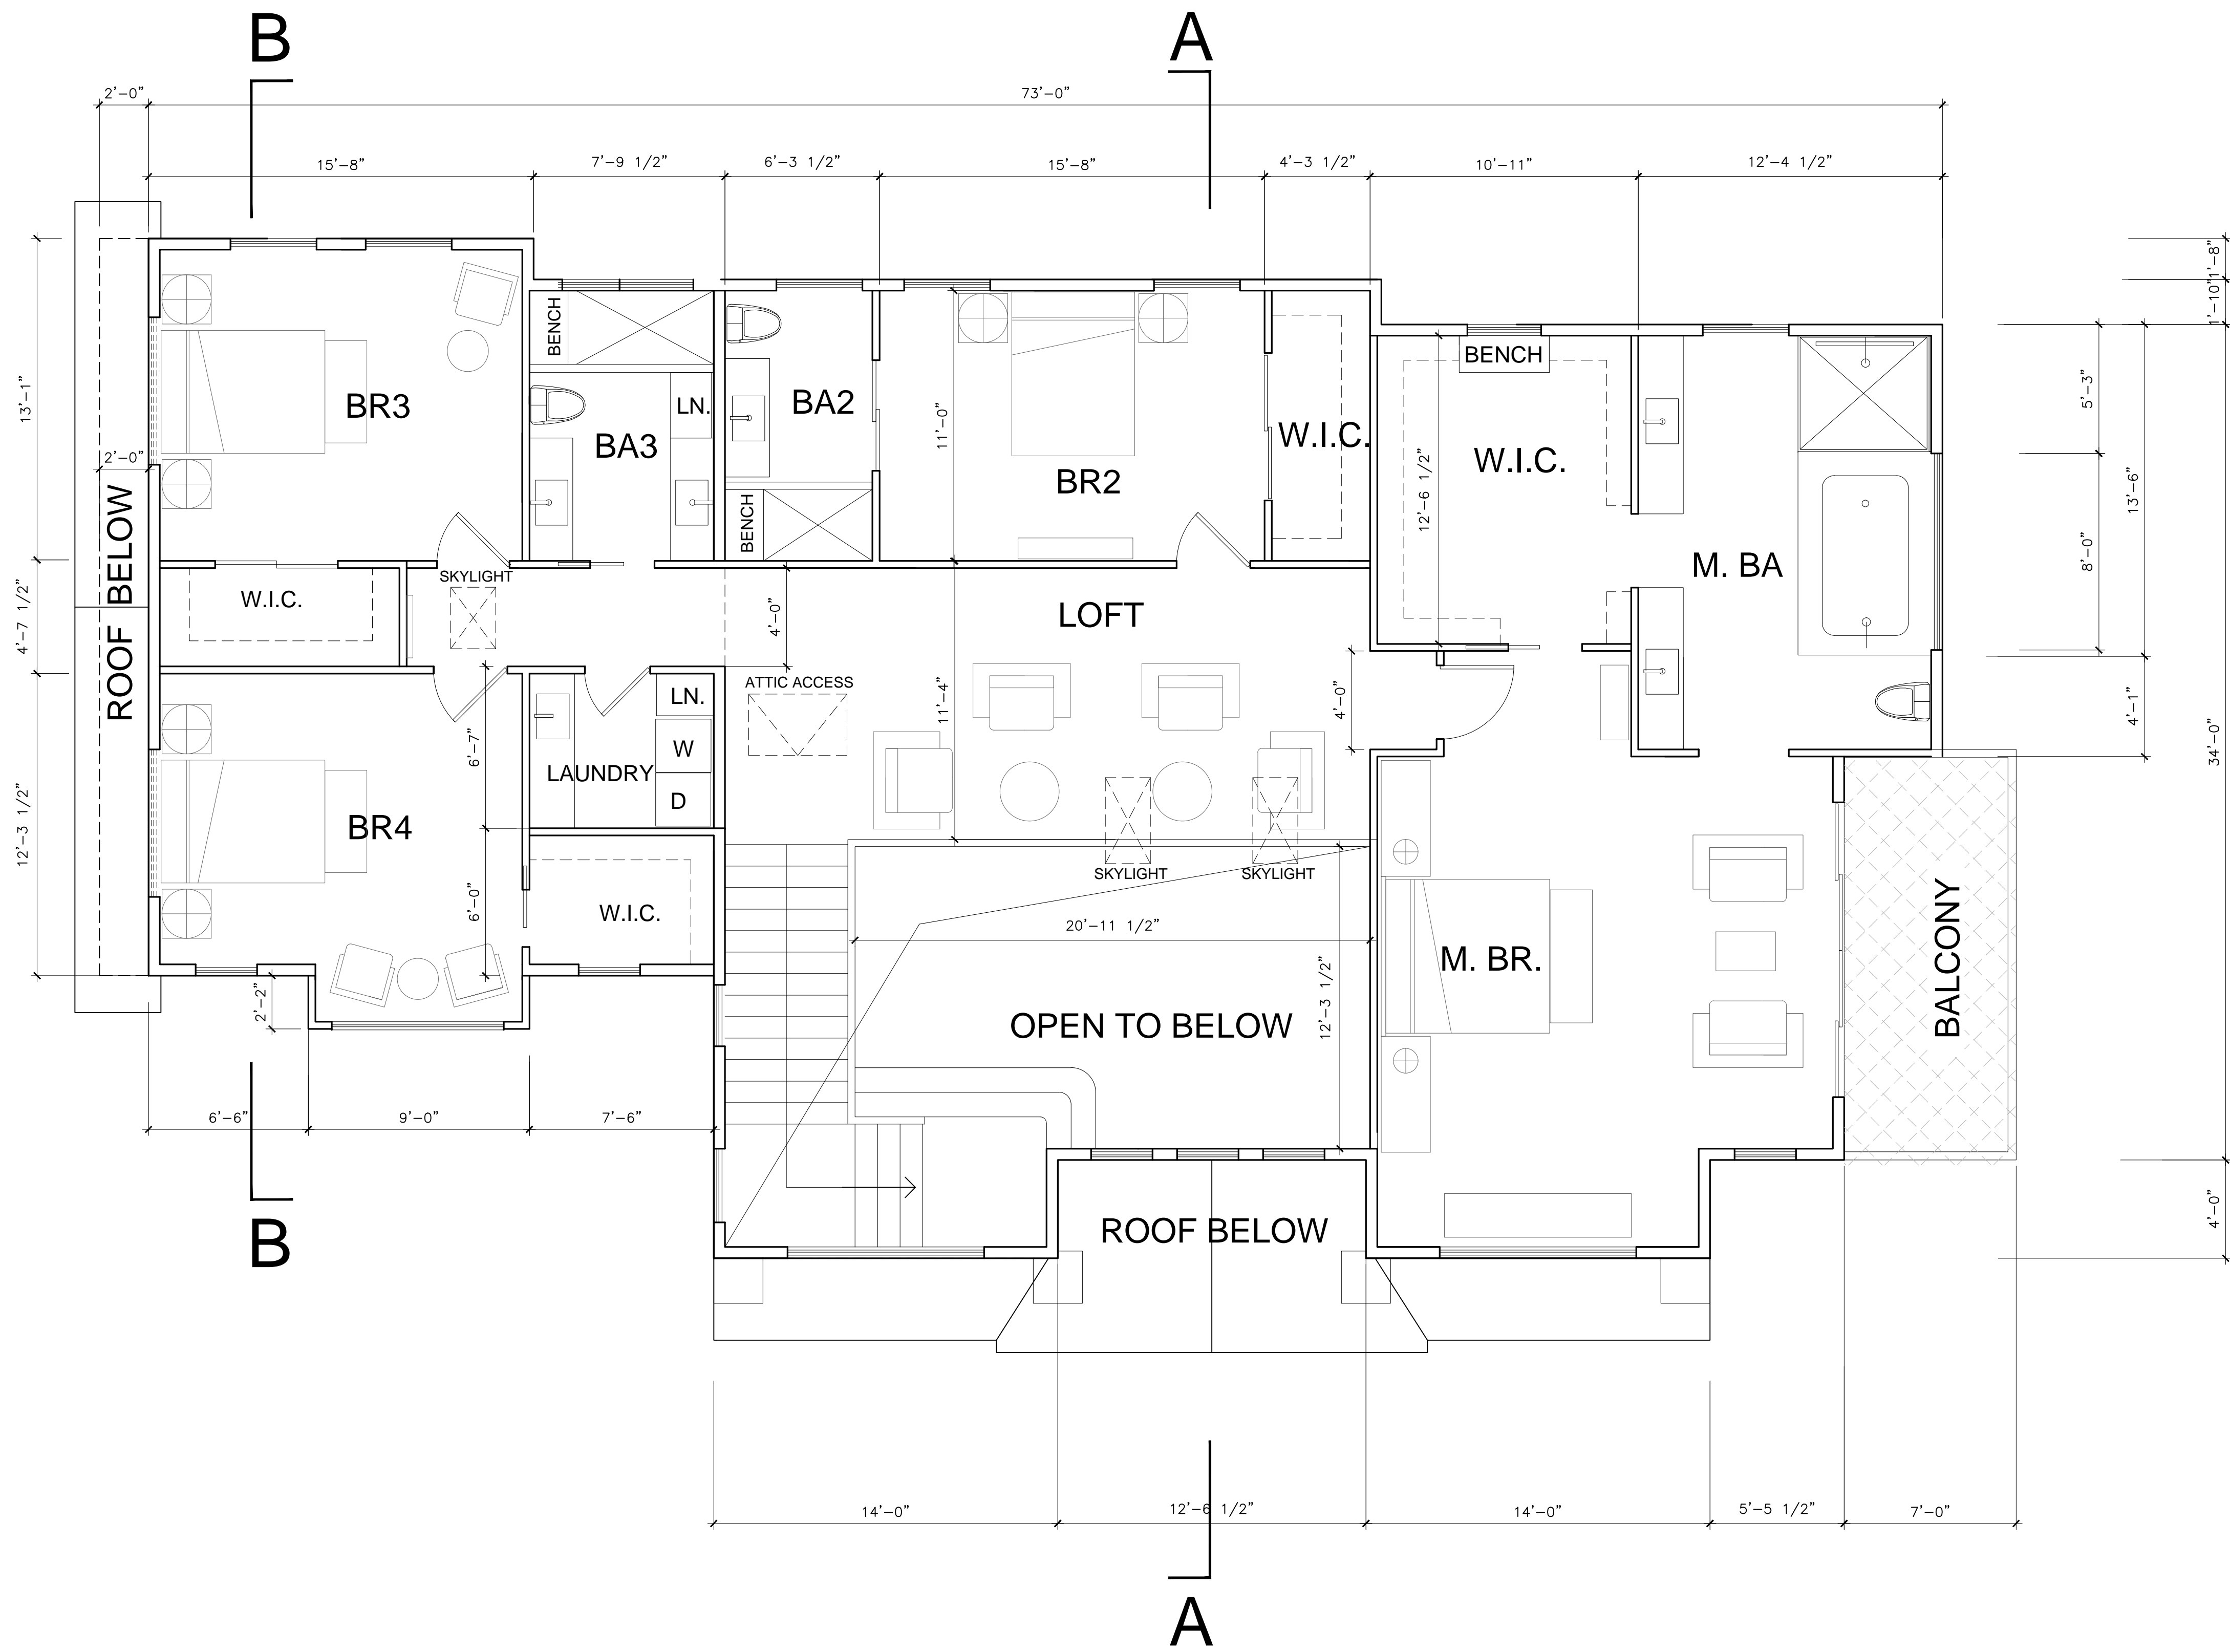 B
A
2'-0"
73'-0"
15'-8"
7'-9 1/2"
6'-3 1/2"
15'-8"
4'-3 1/2"
10'-11"
12'-4 1/2"
1'-8"
1'-10"
13'-1"
BENCH
BENCH
5'-3"
BR3
LN.
BA2
11'-0"
W.I.C.
BA3
2'-0"
BR2
12'-6 1/2"
W.I.C.
13'-6"
BENCH
ROOF BELOW
8'-0"
M. BA
SKYLIGHT
4'-7 1/2"
W.I.C.
4'-0"
LOFT
ATTIC ACCESS
LN.
11'-4"
4'-0"
4'-1"
34'-0"
6'-7"
W
LAUNDRY
D
12'-3 1/2"
BR4
SKYLIGHT
SKYLIGHT
6'-0"
W.I.C.
20'-11 1/2"
M. BR.
BALCONY
2'-2"
12'-3 1/2"
OPEN TO BELOW
6'-6"
9'-0"
7'-6"
4'-0"
B
ROOF BELOW
14'-0"
12'-6 1/2"
14'-0"
5'-5 1/2"
7'-0"
A